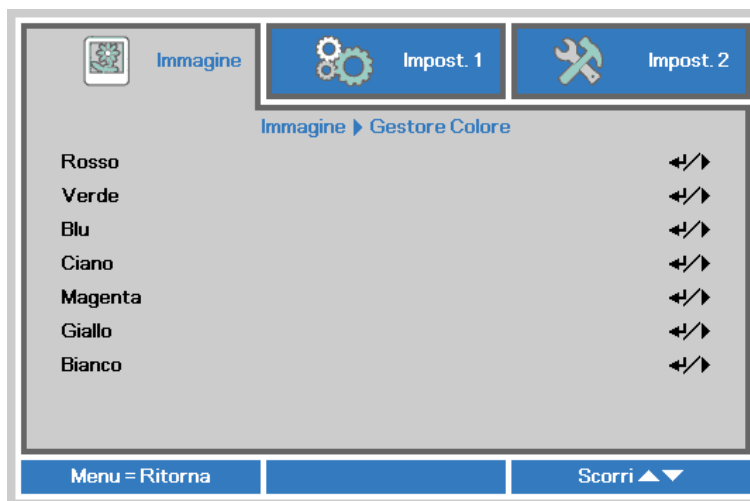 Immagine
Impost. 1
Impost. 2
Immagine Gestore Colore
Rosso
Verde
Blu
Ciano
Magenta
Giallo
Bianco
Menu = Ritorna
Scorri